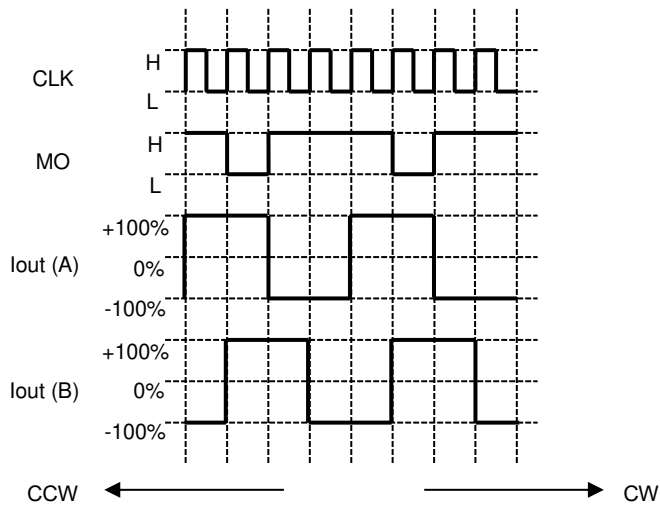 CLK
H
L
MO
H
L
Iout (A)
+100%
0%
-100%
Iout (B)
+100%
0%
-100%
CCW
CW